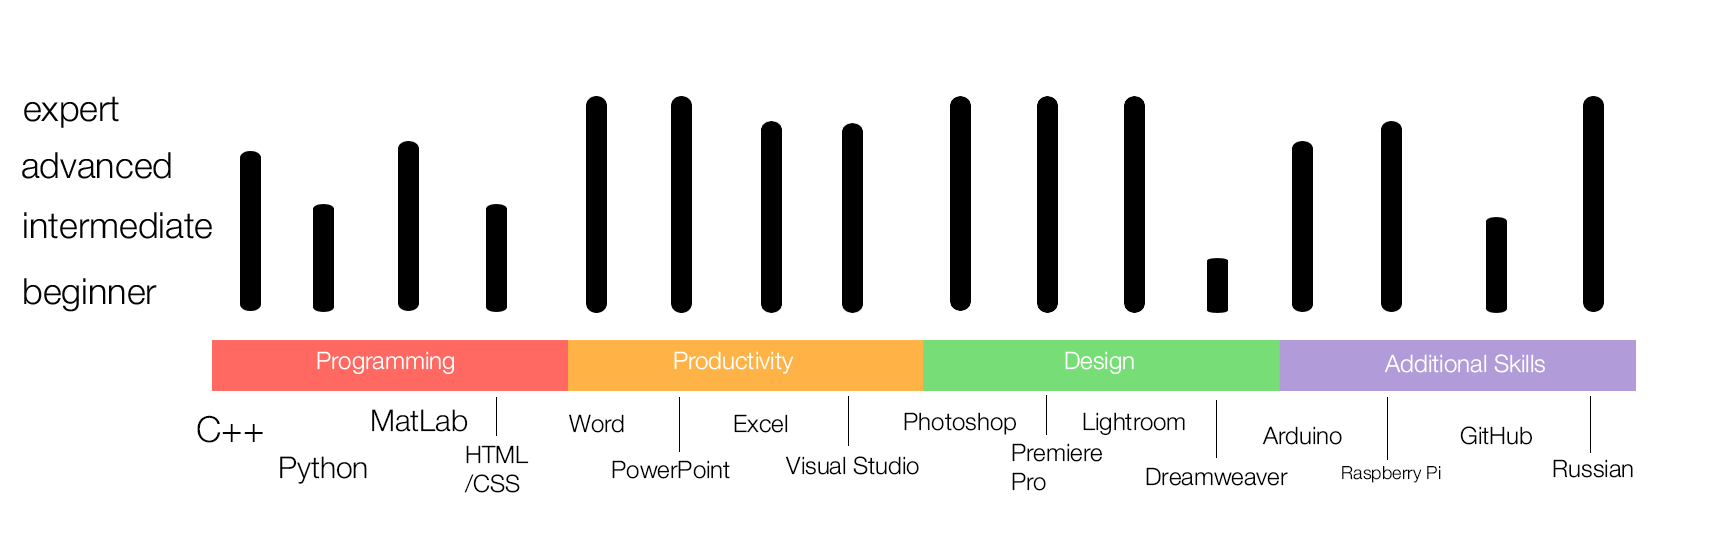 expert
advanced
intermediate
beginner
Programming
Productivity
Design
Additional Skills
C++
Python
MatLab
HTML
/CSS
Word
PowerPoint
Excel
Visual Studio
Photoshop
Premiere
Pro
Lightroom
Dreamweaver
Arduino
Raspberry Pi
GitHub
Russian